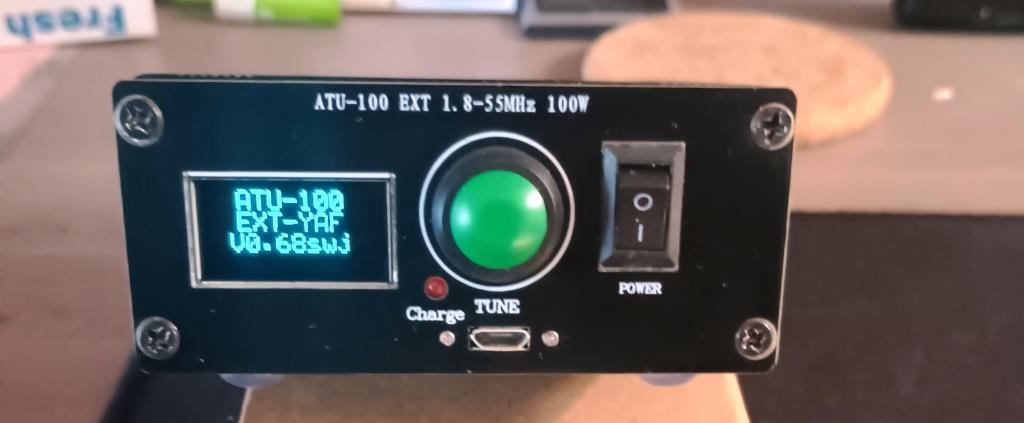 Fresh
ATU-100 EXT 1.8-55MHz 100W
ATU-100
EXT-YAF
V0.68swj
O
I
POWER
Charge
TUNE